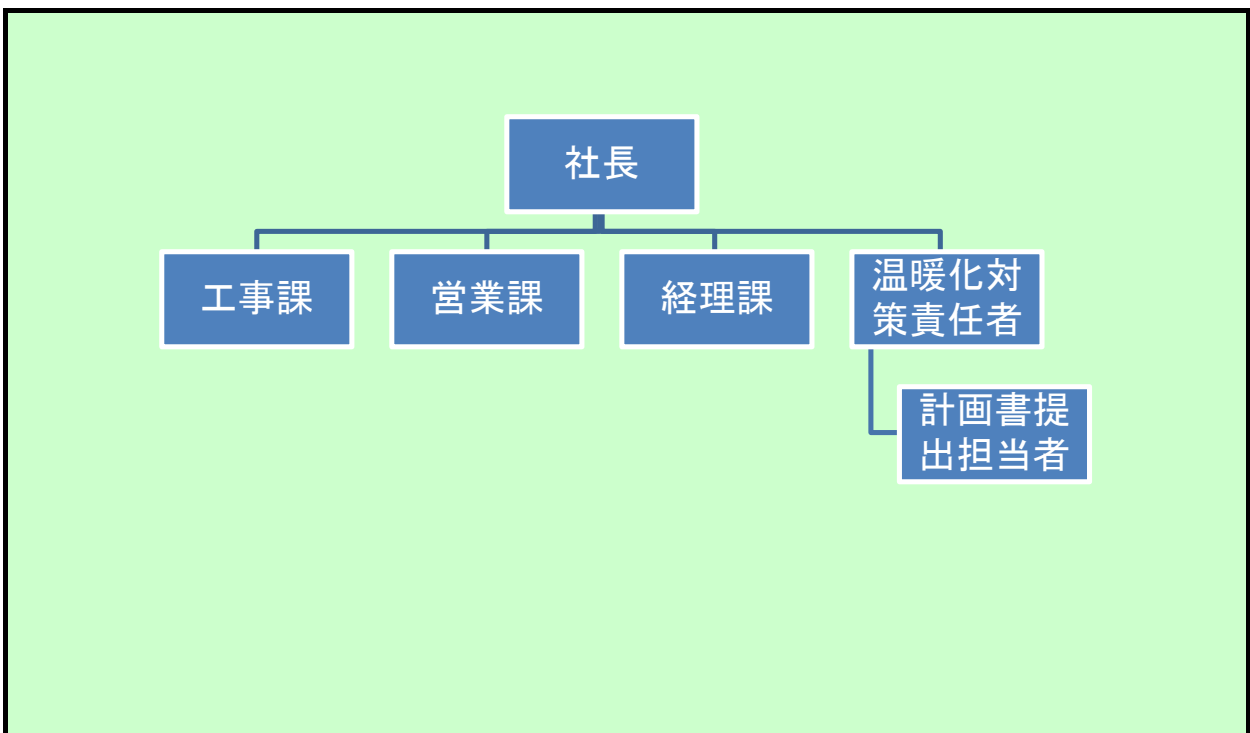 社長
工事課
営業課
経理課
温暖化対
策責任者
計画書提
出担当者